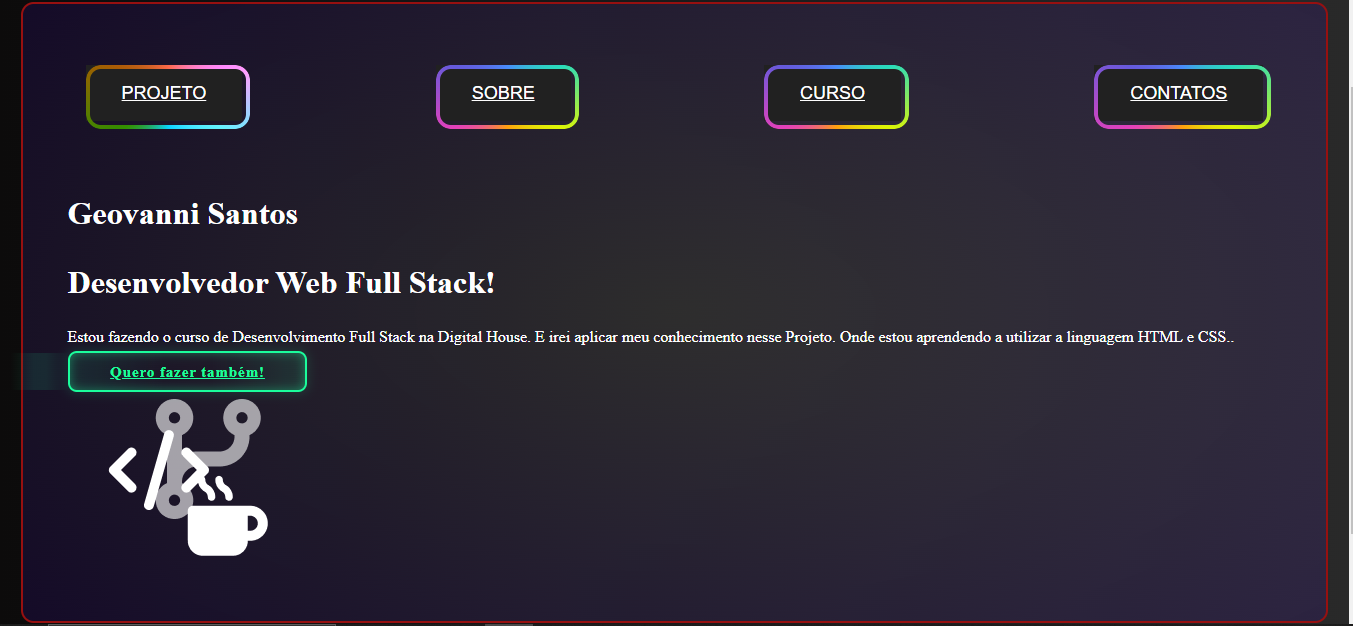 PROJETO SOBRE CURSO CONTATOS
Geovanni Santos
Desenvolvedor Web Full Stack!
Estou fazendo o curso de Desenvolvimento Full Stack na Digital House. E irei aplicar meu conhecimento nesse Projeto. Onde estou aprendendo a utilizar a linguagem HTML e CSS..
Quero fazer também!